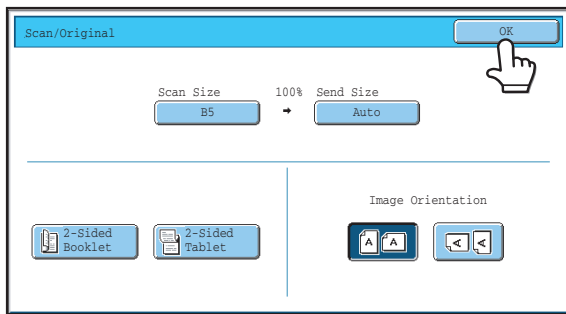 Scan/Original
OK
Scan Size 100% Send Size
B5 Auto
Image Orientation
2-Sided
Booklet
2-Sided
Tablet
A A A A